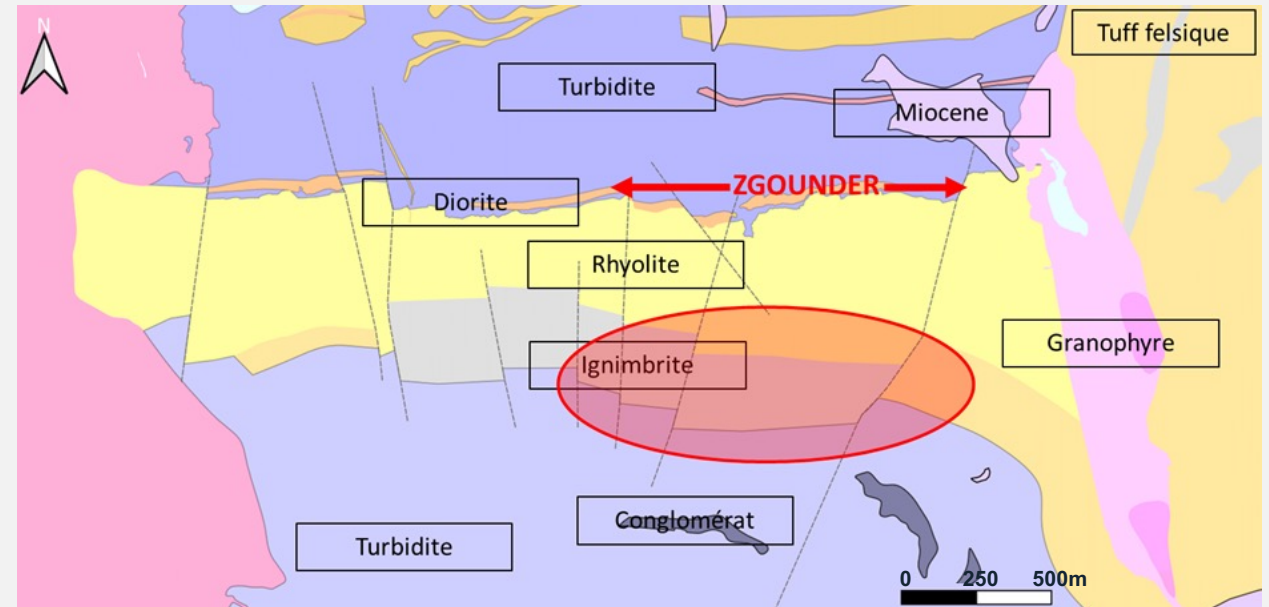 N
Tuff felsique
Turbidite
Miocene
ZGOUNDER
Diorite
Rhyolite
Granophyre
Ignimbrite
Conglomérat
Turbidite
0 250 500m